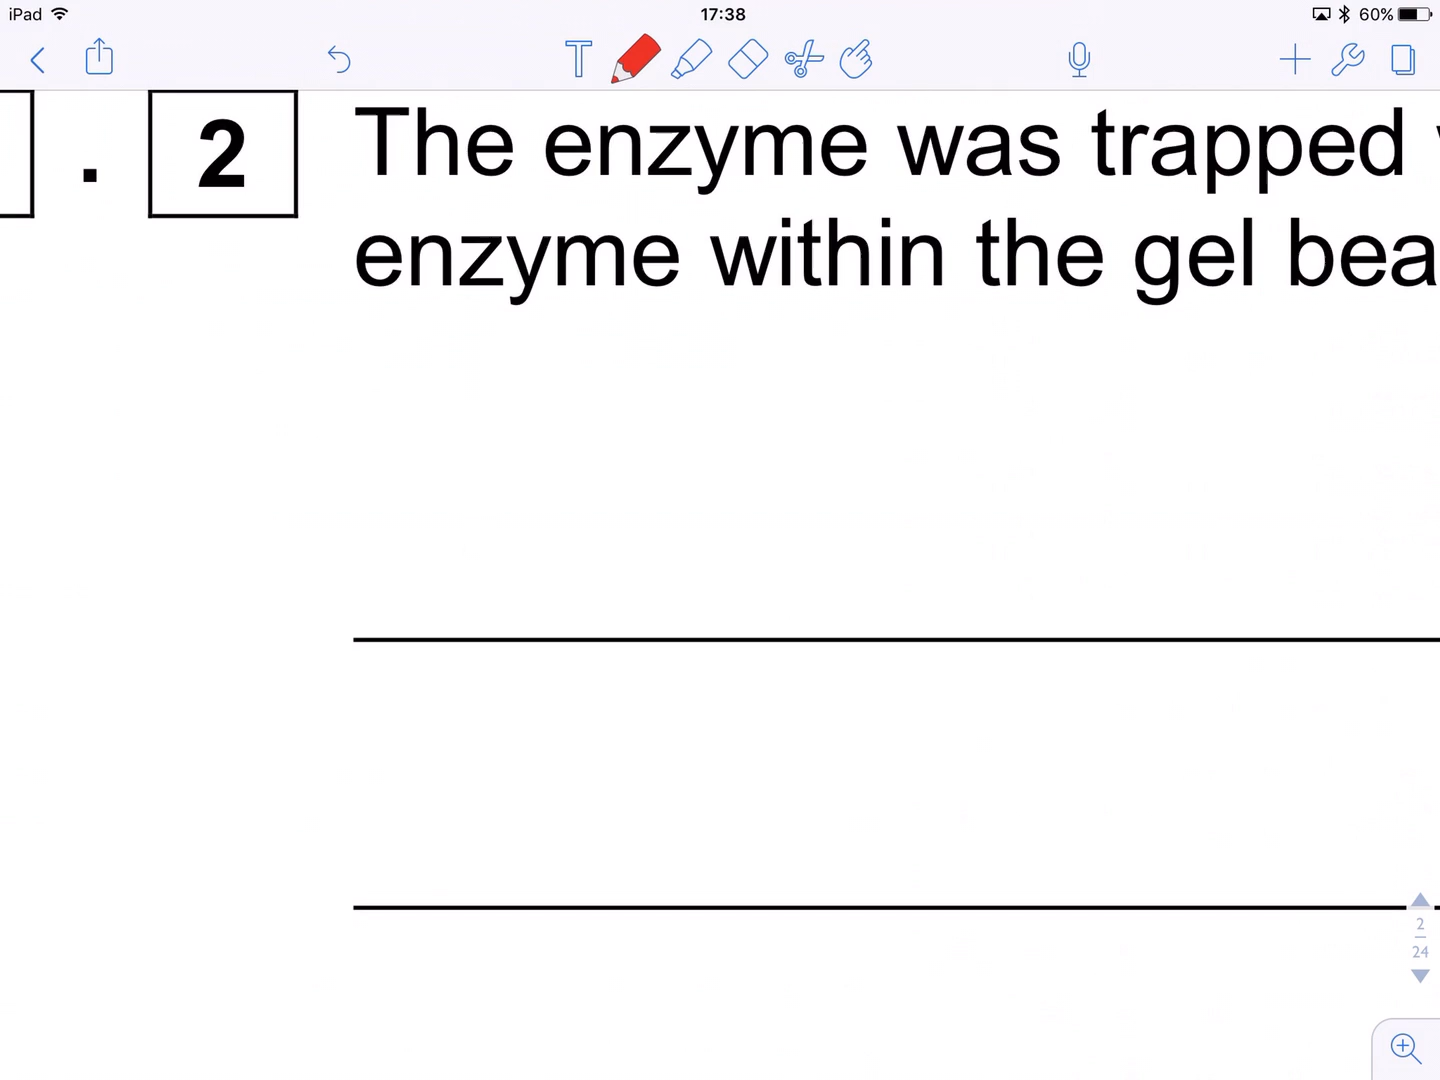 iPad 17:38 60%
T
. 2 The enzyme was trapped
enzyme within the gel bea
2
24